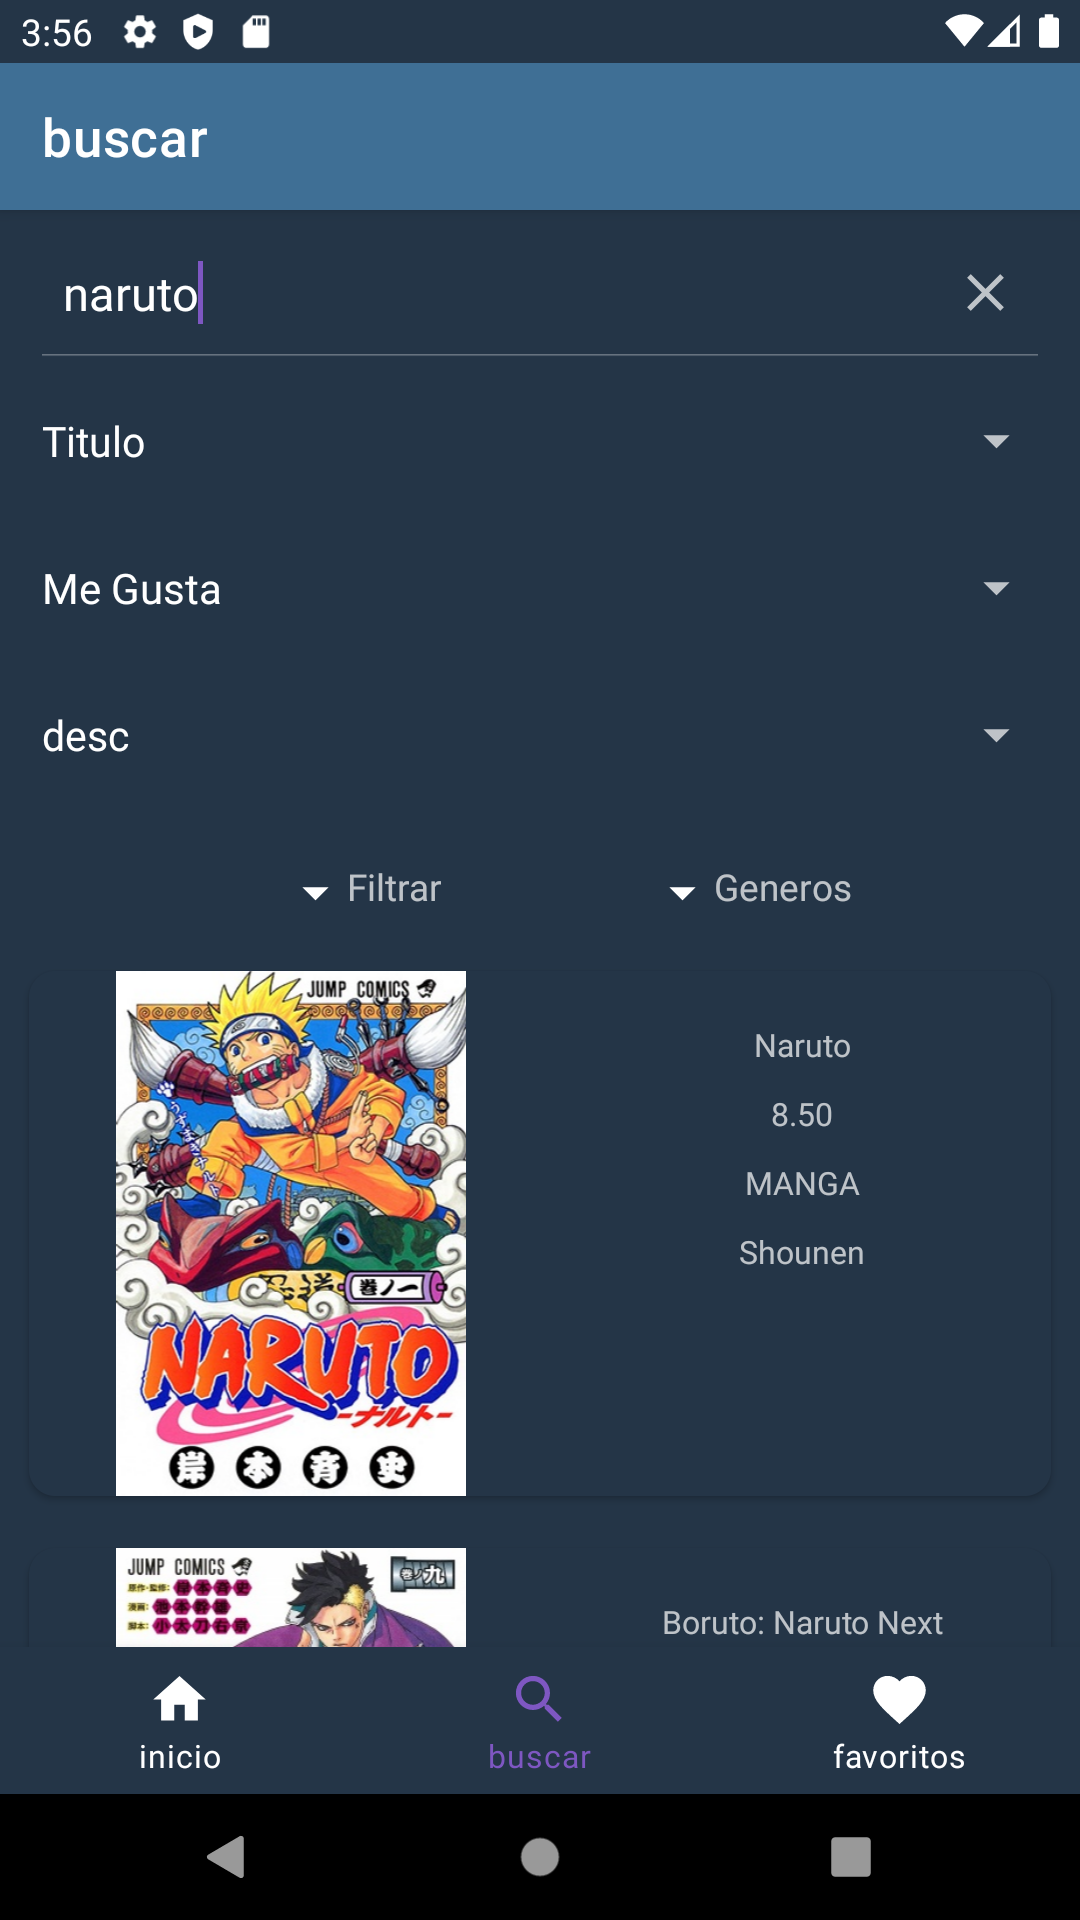 3:56
buscar
naruto
Titulo
Me Gusta
desc
Filtrar
Generos
JUMP COMICS
巻ノ一
NARUTO
-ナルト-
岸本斉史
Naruto
8.50
MANGA
Shounen
JUMP COMICS
巻ノ九
Boruto: Naruto Next
inicio
buscar
favoritos